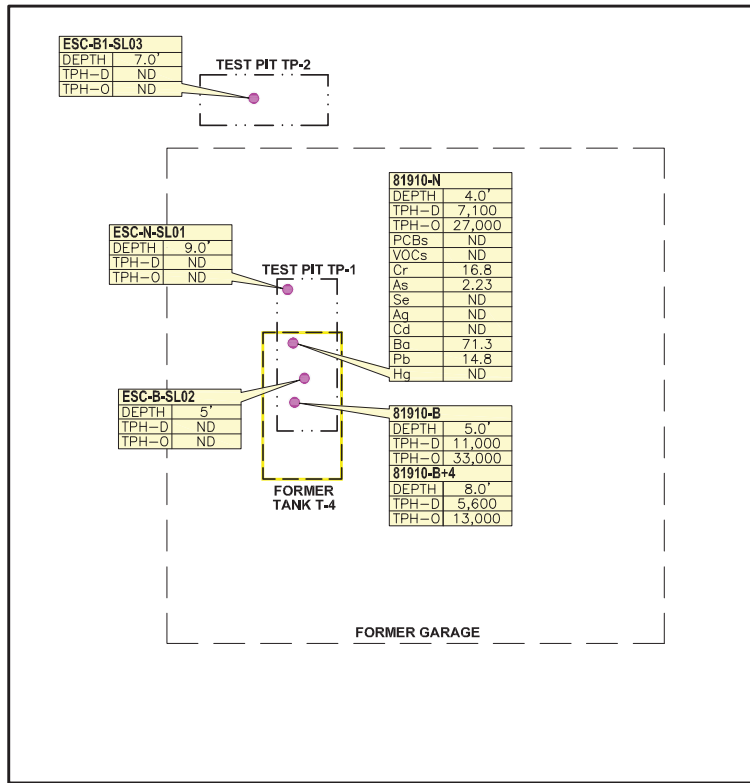 ESC-B1-SL03
DEPTH 7.0'
TPH-D ND
TPH-O ND
TEST PIT TP-2
81910-N
DEPTH 4.0'
TPH-D 7,100
TPH-O 27,000
PCBs ND
VOCs ND
Cr 16.8
As 2.23
Se ND
Ag ND
Cd ND
Ba 71.3
Pb 14.8
Hg ND
ESC-N-SL01
DEPTH 9.0'
TPH-D ND
TPH-O ND
TEST PIT TP-1
ESC-B-SL02
DEPTH 5'
TPH-D ND
TPH-O ND
81910-B
DEPTH 5.0'
TPH-D 11,000
TPH-O 33,000
81910-B+4
DEPTH 8.0'
TPH-D 5,600
TPH-O 13,000
FORMER
TANK T-4
FORMER GARAGE